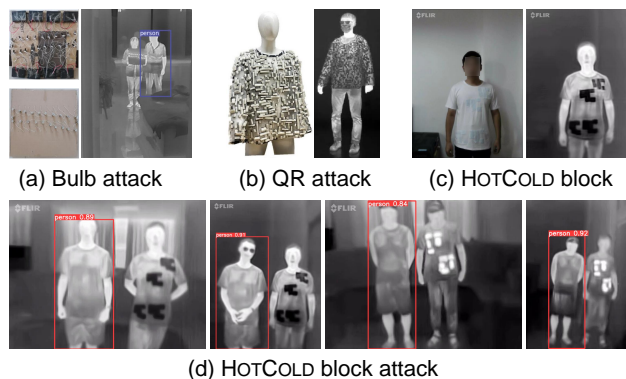 person
FLIR
FLIR
(a) Bulb attack
(b) QR attack
(c) HOTCOLD block
FLIR
person 0.89
person 0.91
FLIR
person 0.84
person 0.92
(d) HOTCOLD block attack